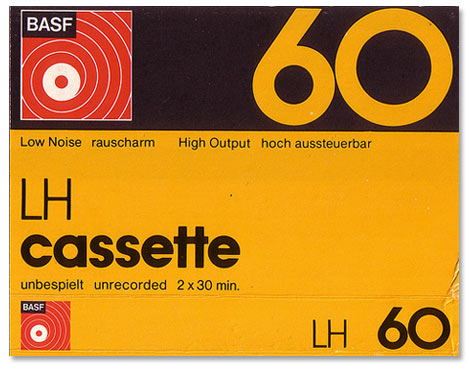 BASF
60
Low Noise rauscharm High Output hoch aussteuerbar
LH
cassette
unbespielt unrecorded 2 x 30 min.
BASF
LH 60